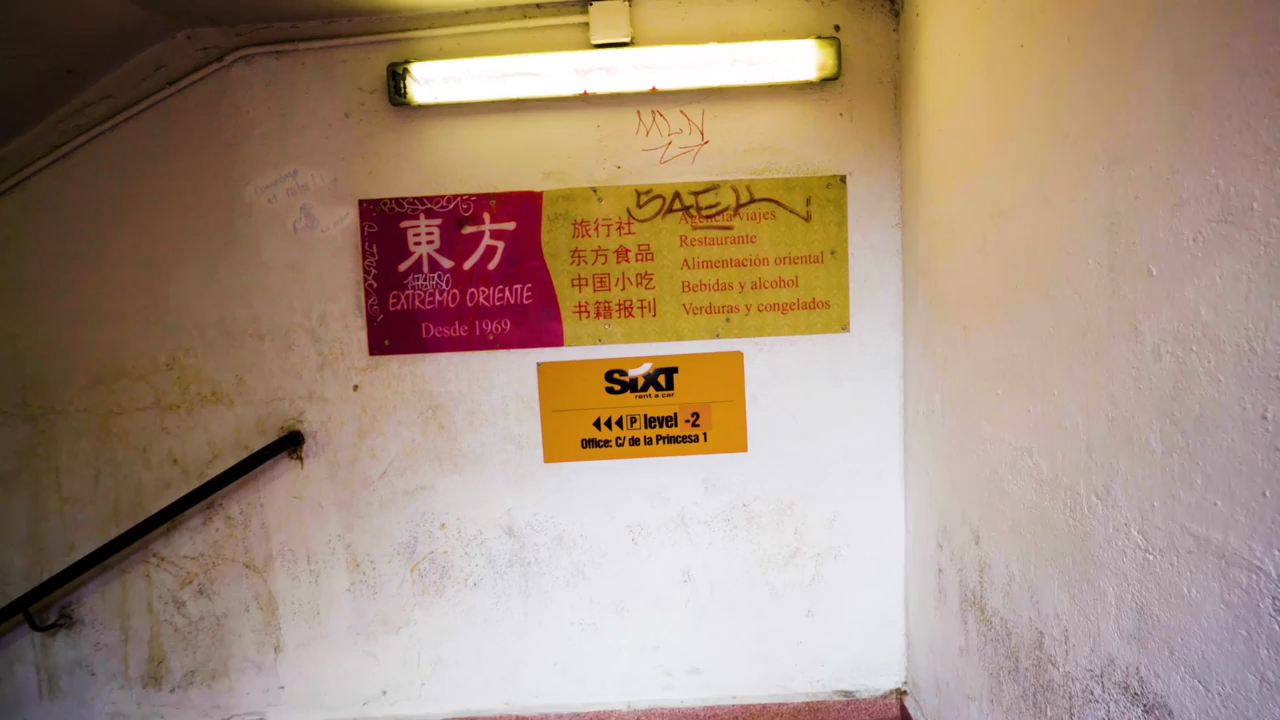 MLN
東方
EXTREMO ORIENTE
Desde 1969
旅行社
东方食品
中国小吃
书籍报刊
SAEK
Agencia viajes
Restaurante
Alimentación oriental
Bebidas y alcohol
Verduras y congelados
SiXT
rent a car
P level -2
Office: C/ de la Princesa 1